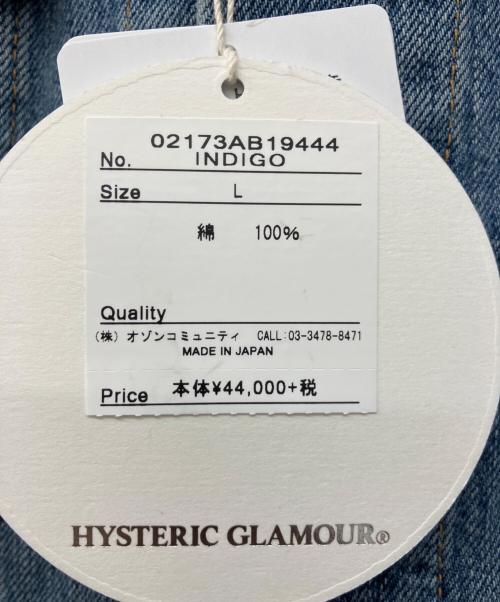 02173AB19444
No. INDIGO
Size L
綿 100%
Quality
(株) オゾンコミュニティ CALL:03-3478-8471
MADE IN JAPAN
Price 本体¥44,000+税
HYSTERIC GLAMOUR®